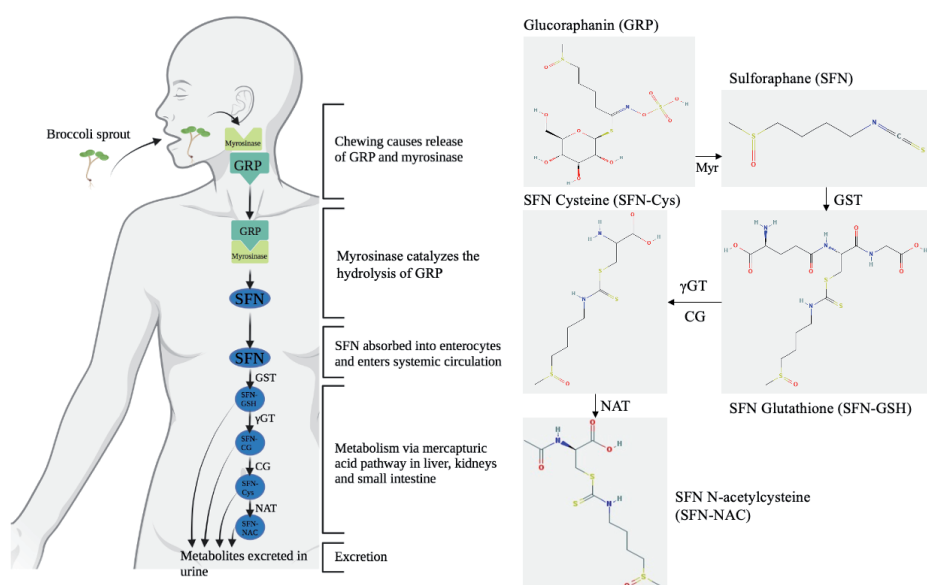 Broccoli sprout
Myrosinase
GRP
GRP
Myrosinase
SFN
SFN
GST
SFN-
GSH
γGT
SFN-
CG
CG
SFN-
Cys
NAT
SFN-
NAC
Metabolites excreted in
urine
Chewing causes release
of GRP and myrosinase
Myrosinase catalyzes the
hydrolysis of GRP
SFN absorbed into enterocytes
and enters systemic circulation
Metabolism via mercapturic
acid pathway in liver, kidneys
and small intestine
Excretion
Glucoraphanin (GRP)
Myr
Sulforaphane (SFN)
GST
SFN Cysteine (SFN-Cys)
γGT
CG
SFN Glutathione (SFN-GSH)
NAT
SFN N-acetylcysteine
(SFN-NAC)